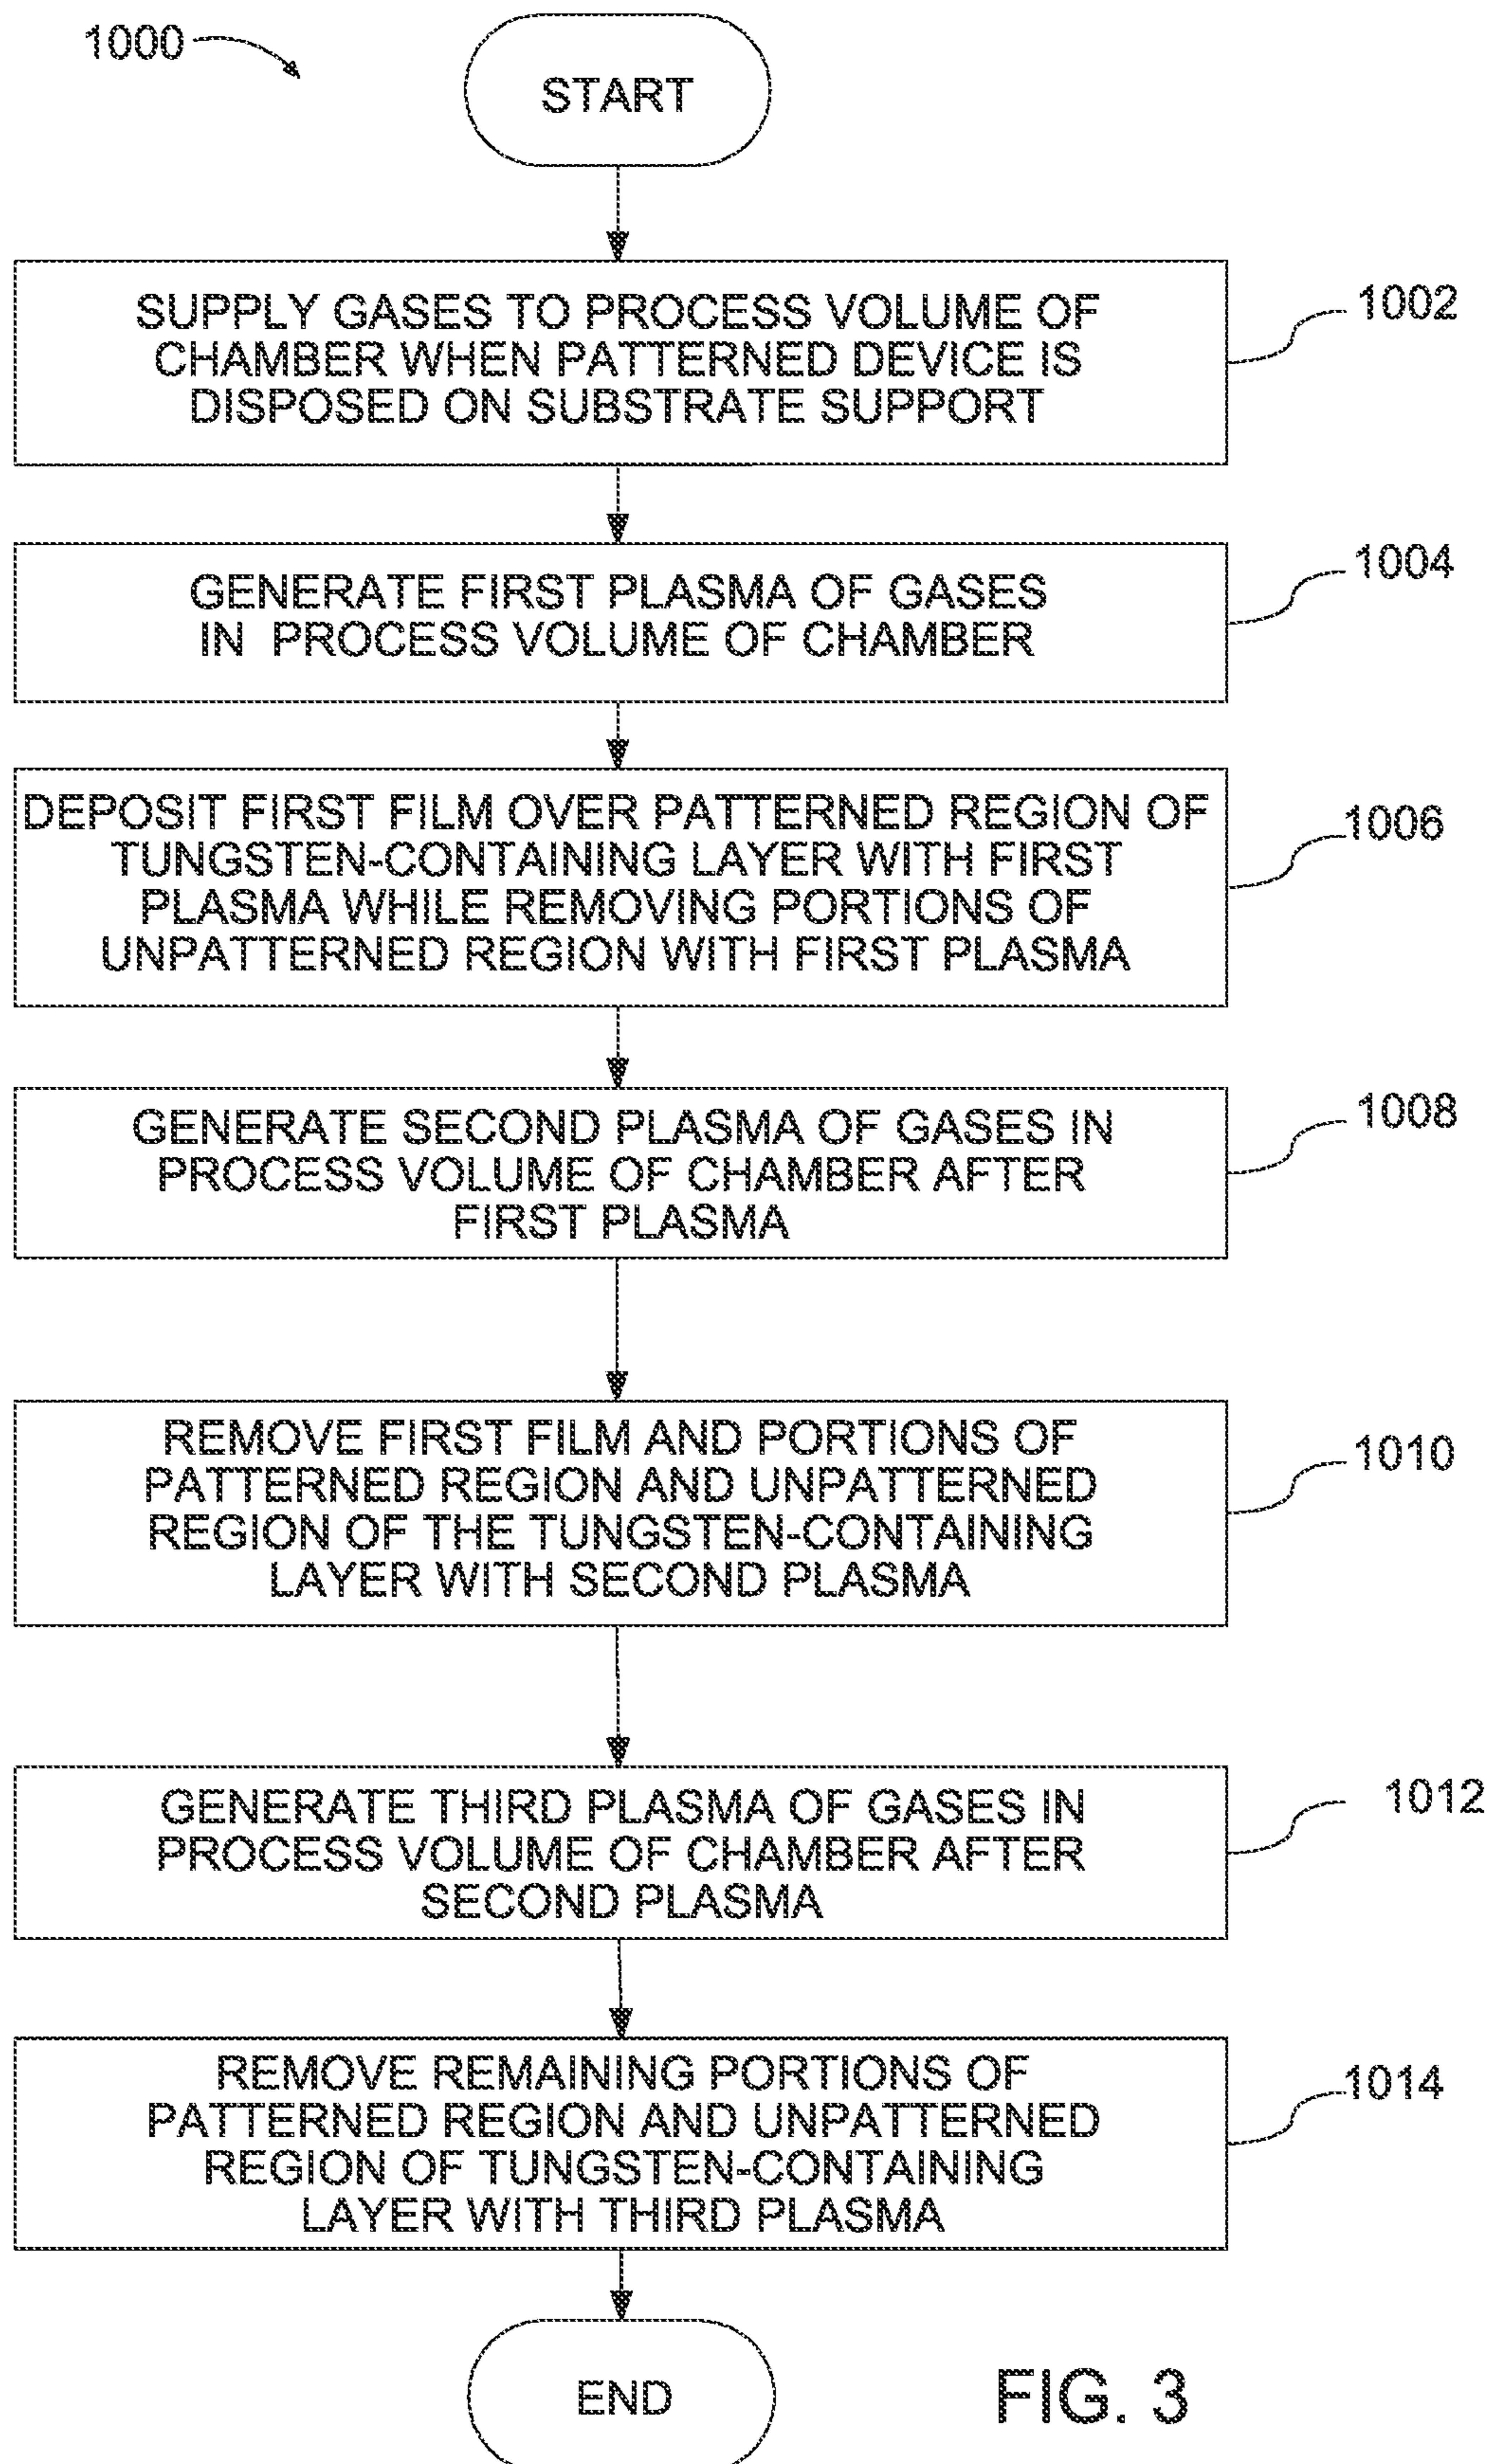 1000
START
SUPPLY GASES TO PROCESS VOLUME OF
CHAMBER WHEN PATTERNED DEVICE IS
DISPOSED ON SUBSTRATE SUPPORT
1002
GENERATE FIRST PLASMA OF GASES
IN PROCESS VOLUME OF CHAMBER
1004
DEPOSIT FIRST FILM OVER PATTERNED REGION OF
TUNGSTEN-CONTAINING LAYER WITH FIRST
PLASMA WHILE REMOVING PORTIONS OF
UNPATTERNED REGION WITH FIRST PLASMA
1006
GENERATE SECOND PLASMA OF GASES IN
PROCESS VOLUME OF CHAMBER AFTER
FIRST PLASMA
1008
REMOVE FIRST FILM AND PORTIONS OF
PATTERNED REGION AND UNPATTERNED
REGION OF THE TUNGSTEN-CONTAINING
LAYER WITH SECOND PLASMA
1010
GENERATE THIRD PLASMA OF GASES IN
PROCESS VOLUME OF CHAMBER AFTER
SECOND PLASMA
1012
REMOVE REMAINING PORTIONS OF
PATTERNED REGION AND UNPATTERNED
REGION OF TUNGSTEN-CONTAINING
LAYER WITH THIRD PLASMA
1014
END
FIG. 3